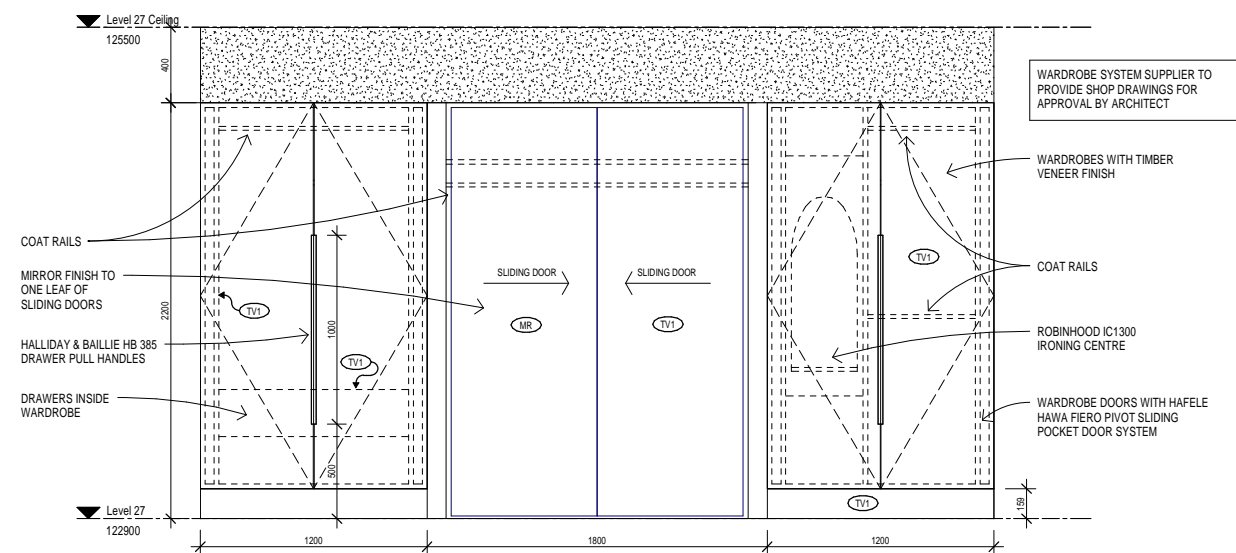 Level 27 Ceiling
125500
400
2200
COAT RAILS
MIRROR FINISH TO
ONE LEAF OF
SLIDING DOORS
HALLIDAY & BAILLIE HB 385
DRAWER PULL HANDLES
DRAWERS INSIDE
WARDROBE
TV1
1000
TV1
500
SLIDING DOOR
SLIDING DOOR
MR
TV1
TV1
TV1
159
WARDROBE SYSTEM SUPPLIER TO
PROVIDE SHOP DRAWINGS FOR
APPROVAL BY ARCHITECT
WARDROBES WITH TIMBER
VENEER FINISH
COAT RAILS
ROBINHOOD IC1300
IRONING CENTRE
WARDROBE DOORS WITH HAFELE
HAWA FIERO PIVOT SLIDING
POCKET DOOR SYSTEM
Level 27
122900
1200
1800
1200